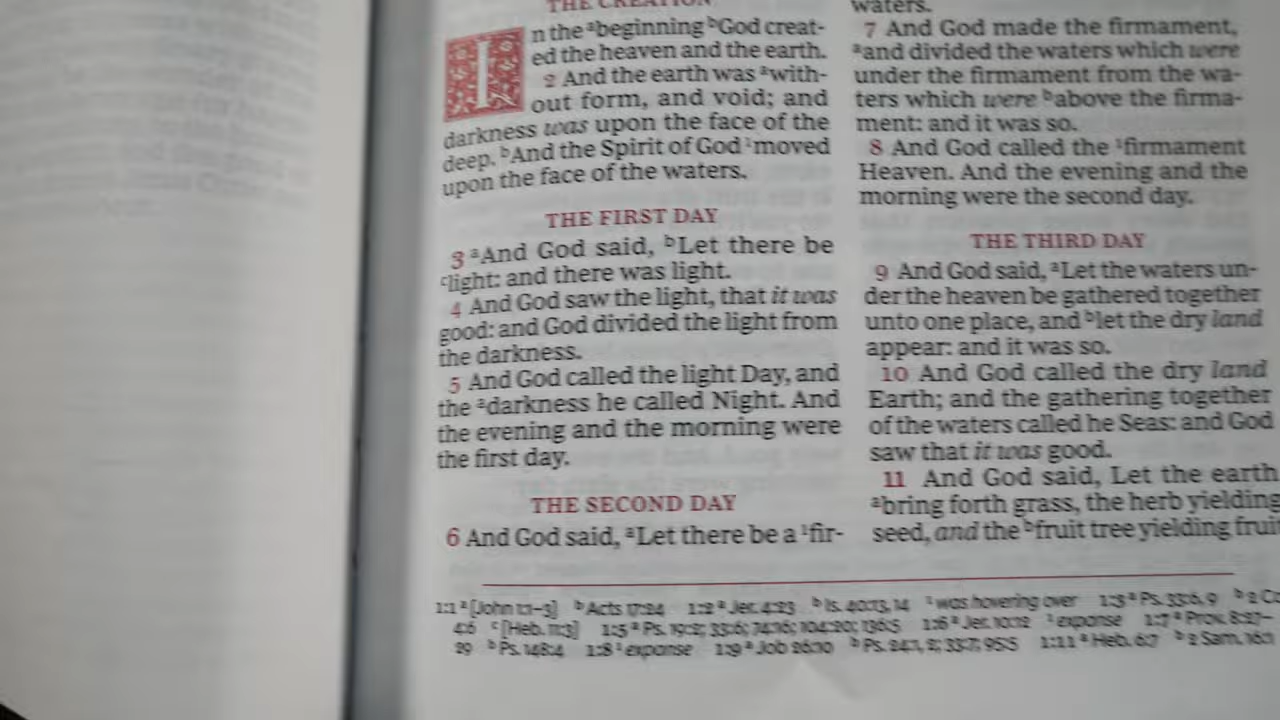 THE CREATION
In the ᵃbeginning ᵇGod creat-
ed the heaven and the earth.
2 And the earth was ᵃwith-
out form, and void; and
darkness was upon the face of the
deep. ᵇAnd the Spirit of God ¹moved
upon the face of the waters.
THE FIRST DAY
3 ᵃAnd God said, ᵇLet there be
ᶜlight: and there was light.
4 And God saw the light, that it was
good: and God divided the light from
the darkness.
5 And God called the light Day, and
the ᵃdarkness he called Night. And
the evening and the morning were
the first day.
THE SECOND DAY
6 And God said, ᵃLet there be a ¹fir-
waters.
7 And God made the firmament,
ᵃand divided the waters which were
under the firmament from the wa-
ters which were ᵇabove the firma-
ment: and it was so.
8 And God called the ¹firmament
Heaven. And the evening and the
morning were the second day.
THE THIRD DAY
9 And God said, ᵃLet the waters un-
der the heaven be gathered together
unto one place, and ᵇlet the dry land
appear: and it was so.
10 And God called the dry land
Earth; and the gathering together
of the waters called he Seas: and God
saw that it was good.
11 And God said, Let the earth
ᵃbring forth grass, the herb yielding
seed, and the ᵇfruit tree yielding frui
1:1 ᵃ [John 1:1–3] ᵇ Acts 17:24 1:2 ᵃ Jer. 4:23 ᵇ Is. 40:13, 14 ¹ was hovering over 1:3 ᵃ Ps. 33:6, 9 ᵇ 2 Co
4:6 ᶜ [Heb. 11:3] 1:5 ᵃ Ps. 19:2; 33:6; 74:16; 104:20; 136:5 1:6 ᵃ Jer. 10:12 ¹ expanse 1:7 ᵃ Prov. 8:27–
29 ᵇ Ps. 148:4 1:8 ¹ expanse 1:9 ᵃ Job 26:10 ᵇ Ps. 24:1, 2; 33:7; 95:5 1:11 ᵃ Heb. 6:7 ᵇ 2 Sam. 16:1